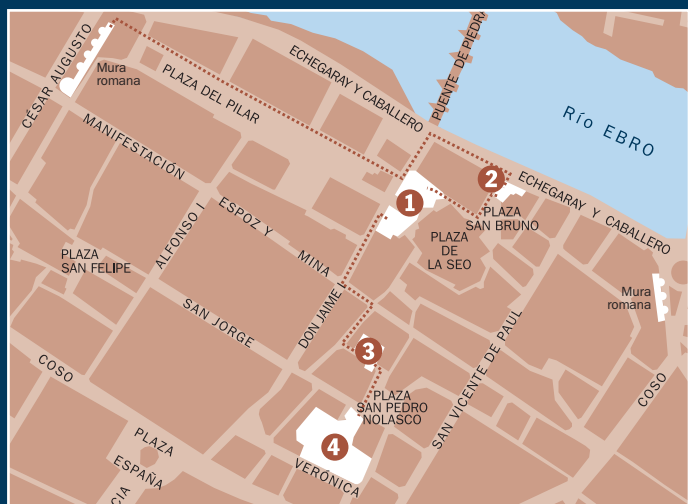 CÉSAR AUGUSTO
Mura
romana
PLAZA DEL PILAR
ECHEGARAY Y CABALLERO
PUENTE DE PIEDRA
Río EBRO
MANIFESTACIÓN
ALFONSO I
ESPOZ Y
MINA
1
2
ECHEGARAY Y CABALLERO
PLAZA
SAN BRUNO
PLAZA
DE
LA SEO
PLAZA
SAN FELIPE
SAN JORGE
DON JAIME I
Mura
romana
3
SAN VICENTE DE PAUL
COSO
COSO
PLAZA
SAN PEDRO
NOLASCO
4
VERÓNICA
PLAZA
ESPAÑA
CIA